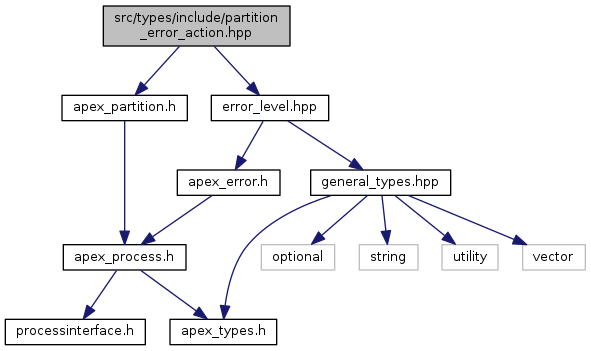 src/types/include/partition
_error_action.hpp
apex_partition.h
error_level.hpp
apex_error.h
general_types.hpp
apex_process.h
optional
string
utility
vector
processinterface.h
apex_types.h